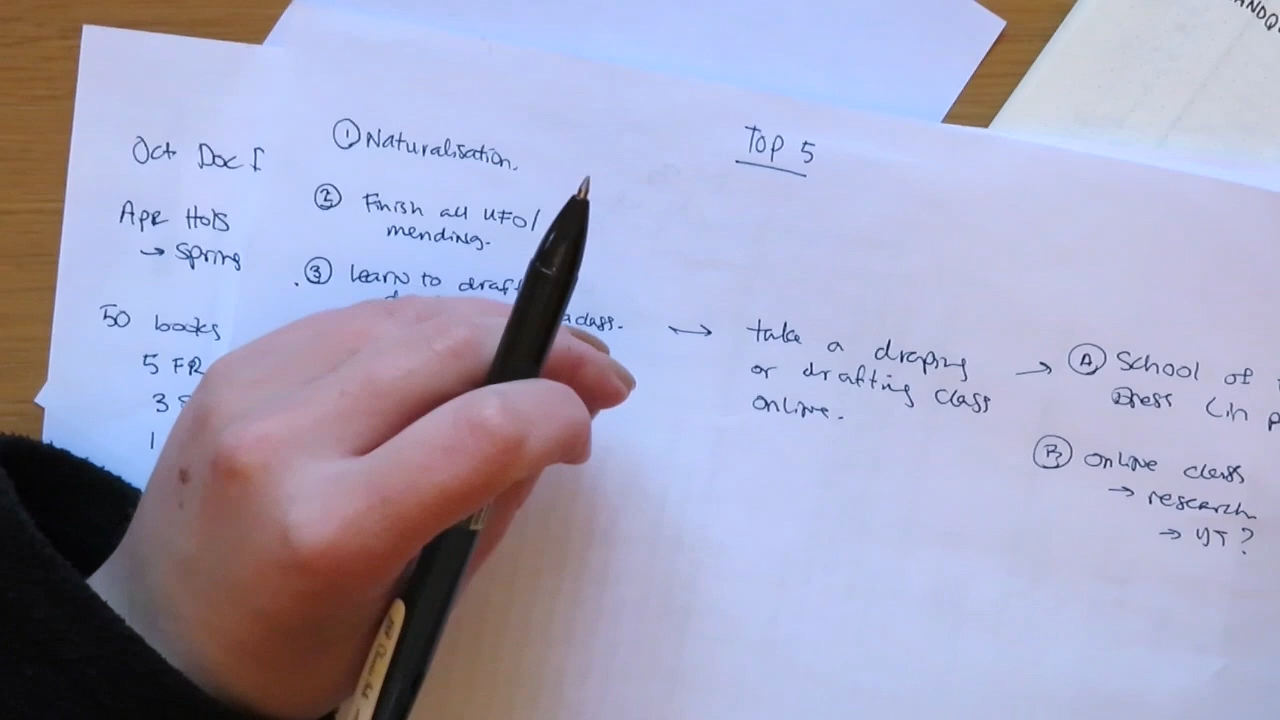 Top 5
① Naturalisation.
② Finish all UFO/
mending.
③ learn to draft
a class.
↔ take a draping
or drafting class
online.
→ Ⓐ School of
Dress (in p
Ⓑ online class
→ research
→ YT?
Oct Doc
Apr Hols
→ Spring
50 books
5 FR
3
1